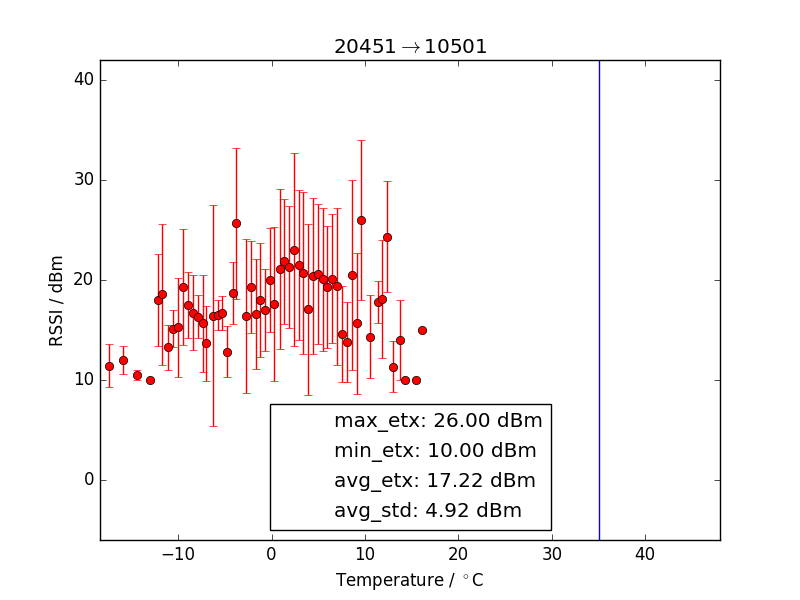 20451→10501
40
30
20
10
0
RSSI / dBm
max_etx: 26.00 dBm
min_etx: 10.00 dBm
avg_etx: 17.22 dBm
avg_std: 4.92 dBm
−10 0 10 20 30 40
Temperature / °C